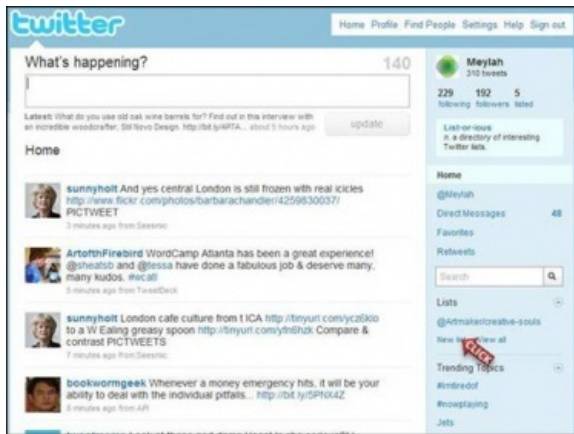 twitter
Home Profile Find People Settings Help Sign out
What's happening?
140
Latest: What do you use old oak wine barrels for? Find out in this interview with
an incredible woodcrafter, Stil Novo Design. http://bit.ly/4PTA... about 5 hours ago
update
Home
sunnyholt And yes central London is still frozen with real icicles
http://www.flickr.com/photos/barbarachandler/4259830037/
PICTWEET
3 minutes ago from Seesmic
ArtofthFirebird WordCamp Atlanta has been a great experience!
@sheatsb and @tessa have done a fabulous job & deserve many,
many kudos. #wcatl
5 minutes ago from TweetDeck
sunnyholt London cafe culture from t ICA http://tinyurl.com/ycz6klo
to a W Ealing greasy spoon http://tinyurl.com/yfn6hzk Compare &
contrast PICTWEETS
7 minutes ago from Seesmic
bookwormgeek Whenever a money emergency hits, it will be your
ability to deal with the individual pitfalls... http://bit.ly/5PNX4Z
8 minutes ago from API
Meylah
310 tweets
229 192 5
following followers listed
List-or-ious
n. a directory of interesting
Twitter lists.
Home
@Meylah
Direct Messages 48
Favorites
Retweets
Search
Lists
@Artmaker/creative-souls
New list View all
CLICK
Trending Topics
#imtiredof
#nowplaying
Jets